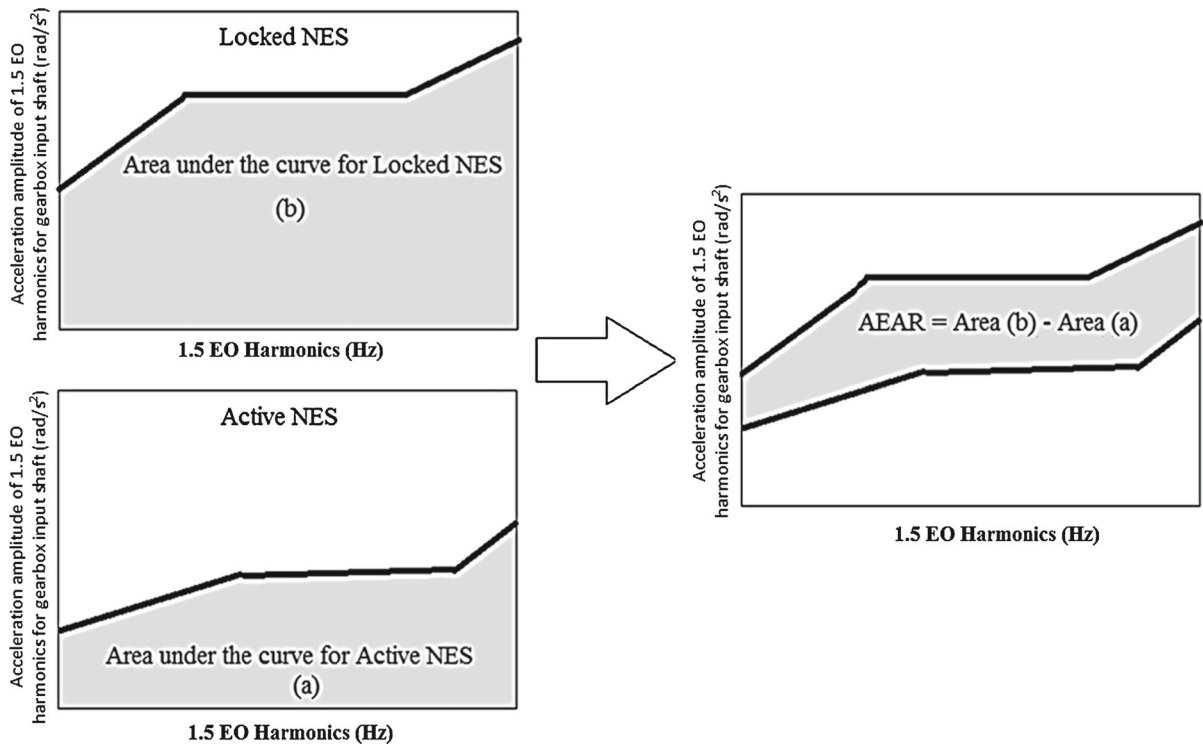 Locked NES
Acceleration amplitude of 1.5 EO
harmonics for gearbox input shaft (rad/s²)
Area under the curve for Locked NES
(b)
1.5 EO Harmonics (Hz)
Active NES
Acceleration amplitude of 1.5 EO
harmonics for gearbox input shaft (rad/s²)
Area under the curve for Active NES
(a)
1.5 EO Harmonics (Hz)
Acceleration amplitude of 1.5 EO
harmonics for gearbox input shaft (rad/s²)
AEAR = Area (b) - Area (a)
1.5 EO Harmonics (Hz)